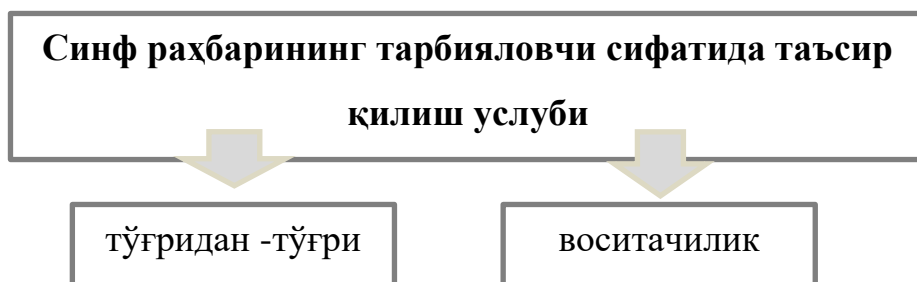 Синф раҳбарининг тарбияловчи сифатида таъсир
қилиш услуби
тўғридан -тўғри
воситачилик